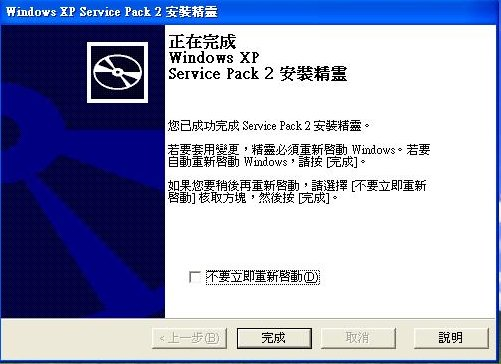 Windows XP Service Pack 2 安裝精靈
正在完成
Windows XP
Service Pack 2 安裝精靈
您已成功完成 Service Pack 2 安裝精靈。
若要套用變更，精靈必須重新啓動 Windows。若要
自動重新啓動 Windows，請按 [完成]。
如果您要稍後再重新啓動，請選擇 [不要立即重新
啓動] 核取方塊，然後按 [完成]。
不要立即重新啓動(D)
< 上一步(B)
完成
取消
說明